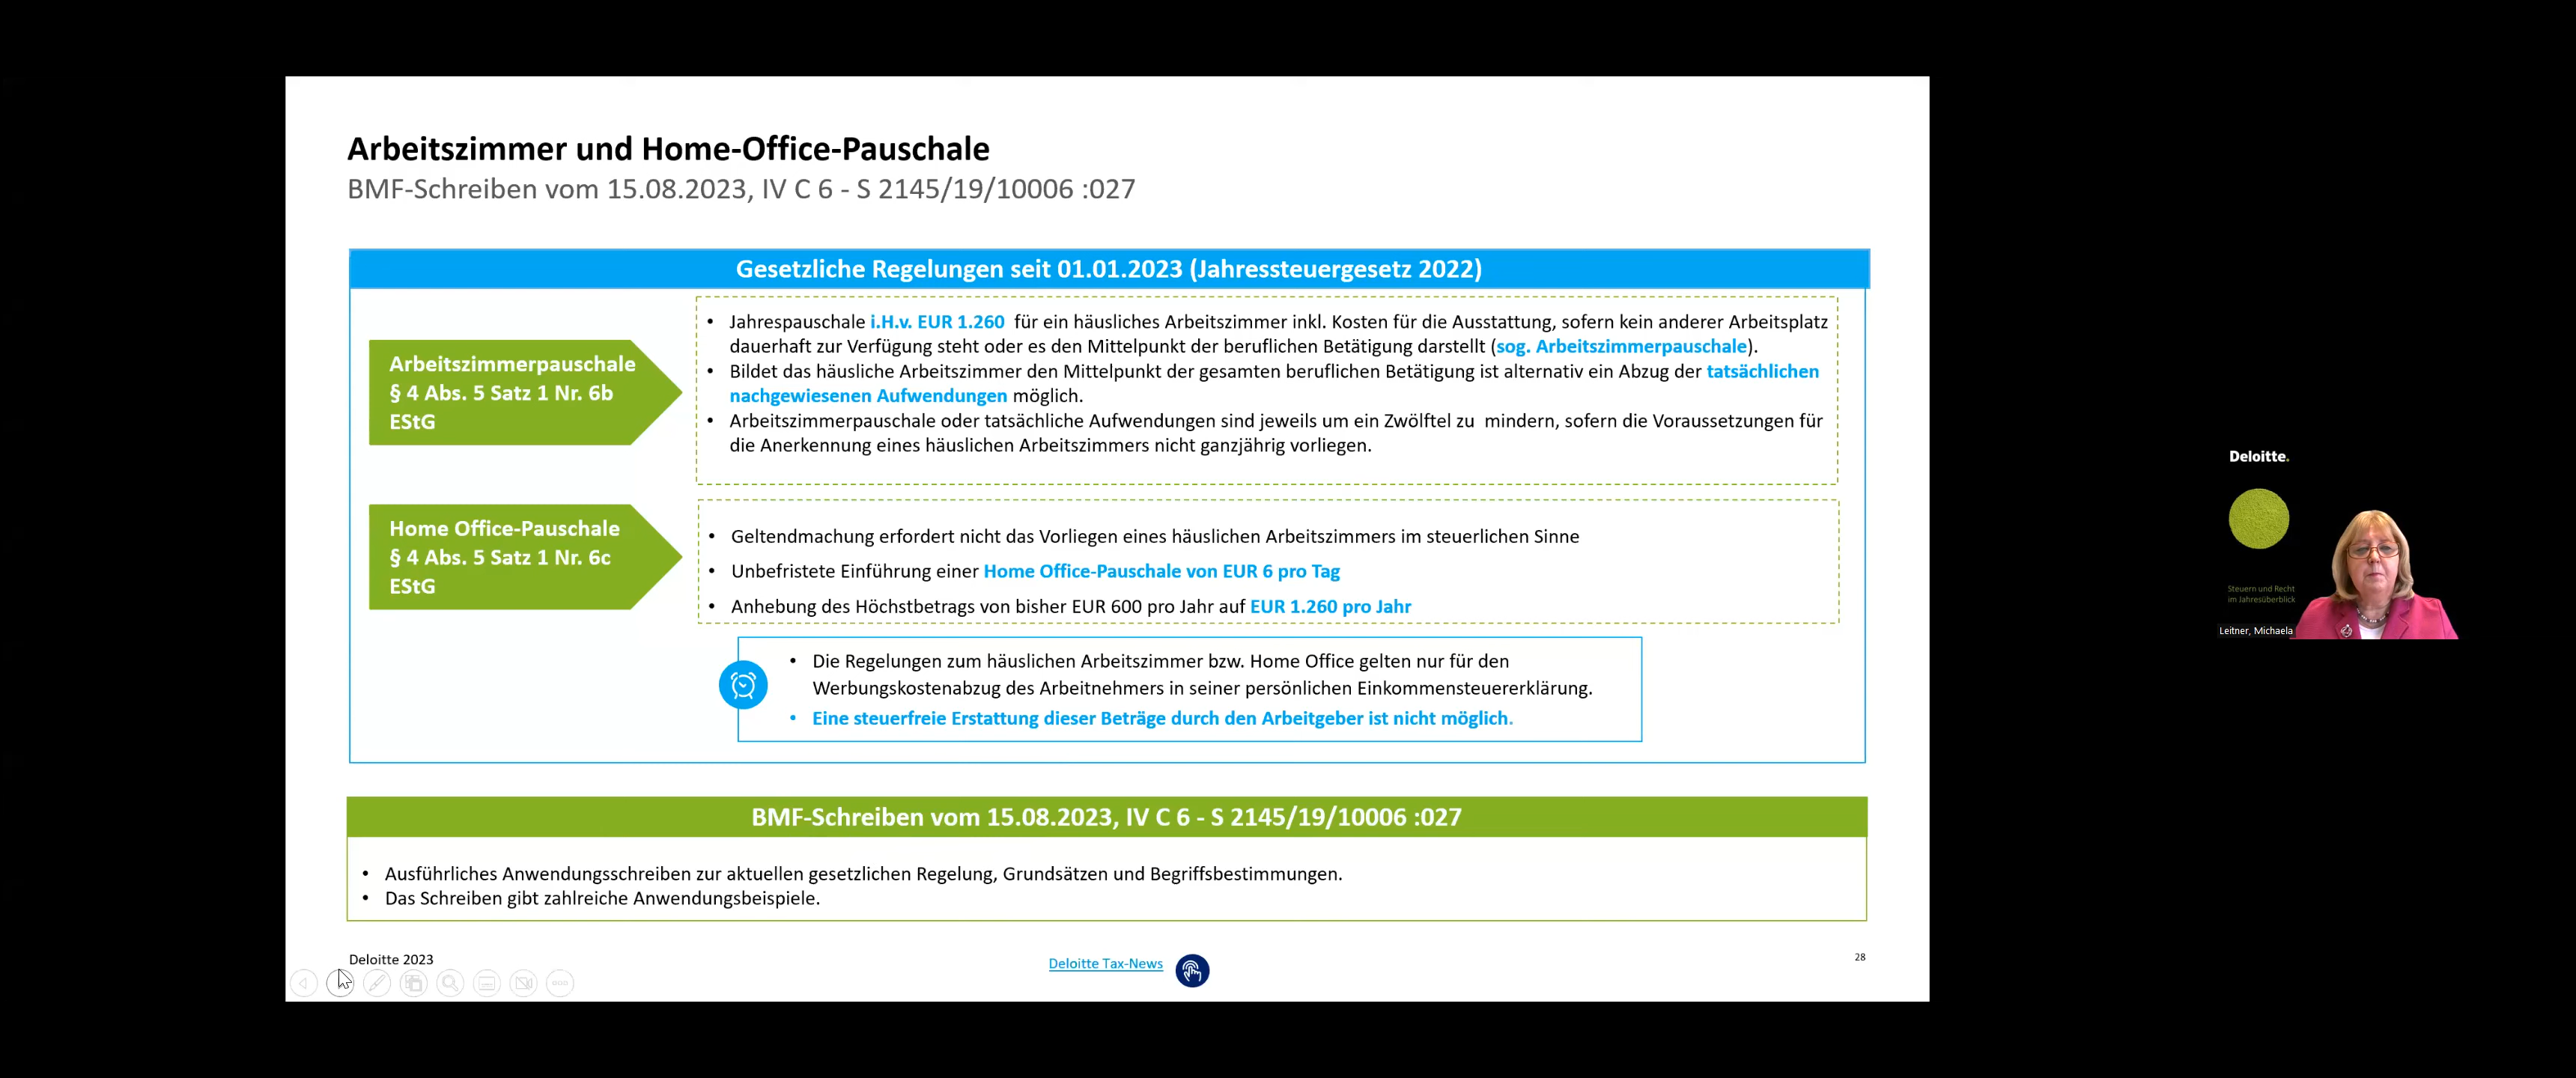 Arbeitszimmer und Home-Office-Pauschale
BMF-Schreiben vom 15.08.2023, IV C 6 - S 2145/19/10006 :027
Gesetzliche Regelungen seit 01.01.2023 (Jahressteuergesetz 2022)
Arbeitszimmerpauschale
§ 4 Abs. 5 Satz 1 Nr. 6b
EStG
• Jahrespauschale i.H.v. EUR 1.260 für ein häusliches Arbeitszimmer inkl. Kosten für die Ausstattung, sofern kein anderer Arbeitsplatz
dauerhaft zur Verfügung steht oder es den Mittelpunkt der beruflichen Betätigung darstellt (sog. Arbeitszimmerpauschale).
• Bildet das häusliche Arbeitszimmer den Mittelpunkt der gesamten beruflichen Betätigung ist alternativ ein Abzug der tatsächlichen
nachgewiesenen Aufwendungen möglich.
• Arbeitszimmerpauschale oder tatsächliche Aufwendungen sind jeweils um ein Zwölftel zu mindern, sofern die Voraussetzungen für
die Anerkennung eines häuslichen Arbeitszimmers nicht ganzjährig vorliegen.
Home Office-Pauschale
§ 4 Abs. 5 Satz 1 Nr. 6c
EStG
• Geltendmachung erfordert nicht das Vorliegen eines häuslichen Arbeitszimmers im steuerlichen Sinne
• Unbefristete Einführung einer Home Office-Pauschale von EUR 6 pro Tag
• Anhebung des Höchstbetrags von bisher EUR 600 pro Jahr auf EUR 1.260 pro Jahr
• Die Regelungen zum häuslichen Arbeitszimmer bzw. Home Office gelten nur für den
Werbungskostenabzug des Arbeitnehmers in seiner persönlichen Einkommensteuererklärung.
• Eine steuerfreie Erstattung dieser Beträge durch den Arbeitgeber ist nicht möglich.
BMF-Schreiben vom 15.08.2023, IV C 6 - S 2145/19/10006 :027
• Ausführliches Anwendungsschreiben zur aktuellen gesetzlichen Regelung, Grundsätzen und Begriffsbestimmungen.
• Das Schreiben gibt zahlreiche Anwendungsbeispiele.
Deloitte 2023
Deloitte Tax-News
28
Deloitte.
Steuern und Recht
im Jahresüberblick
Leitner, Michaela